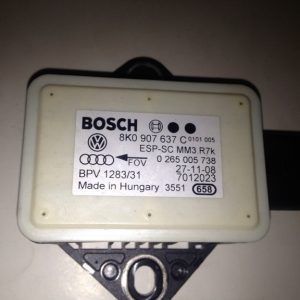 BOSCH
8K0 907 637 C 0101 005
ESP-SC MM3.R7k
FOV 0 265 005 738
27-11-08
BPV 1283/31 7012023
Made in Hungary 3551 658